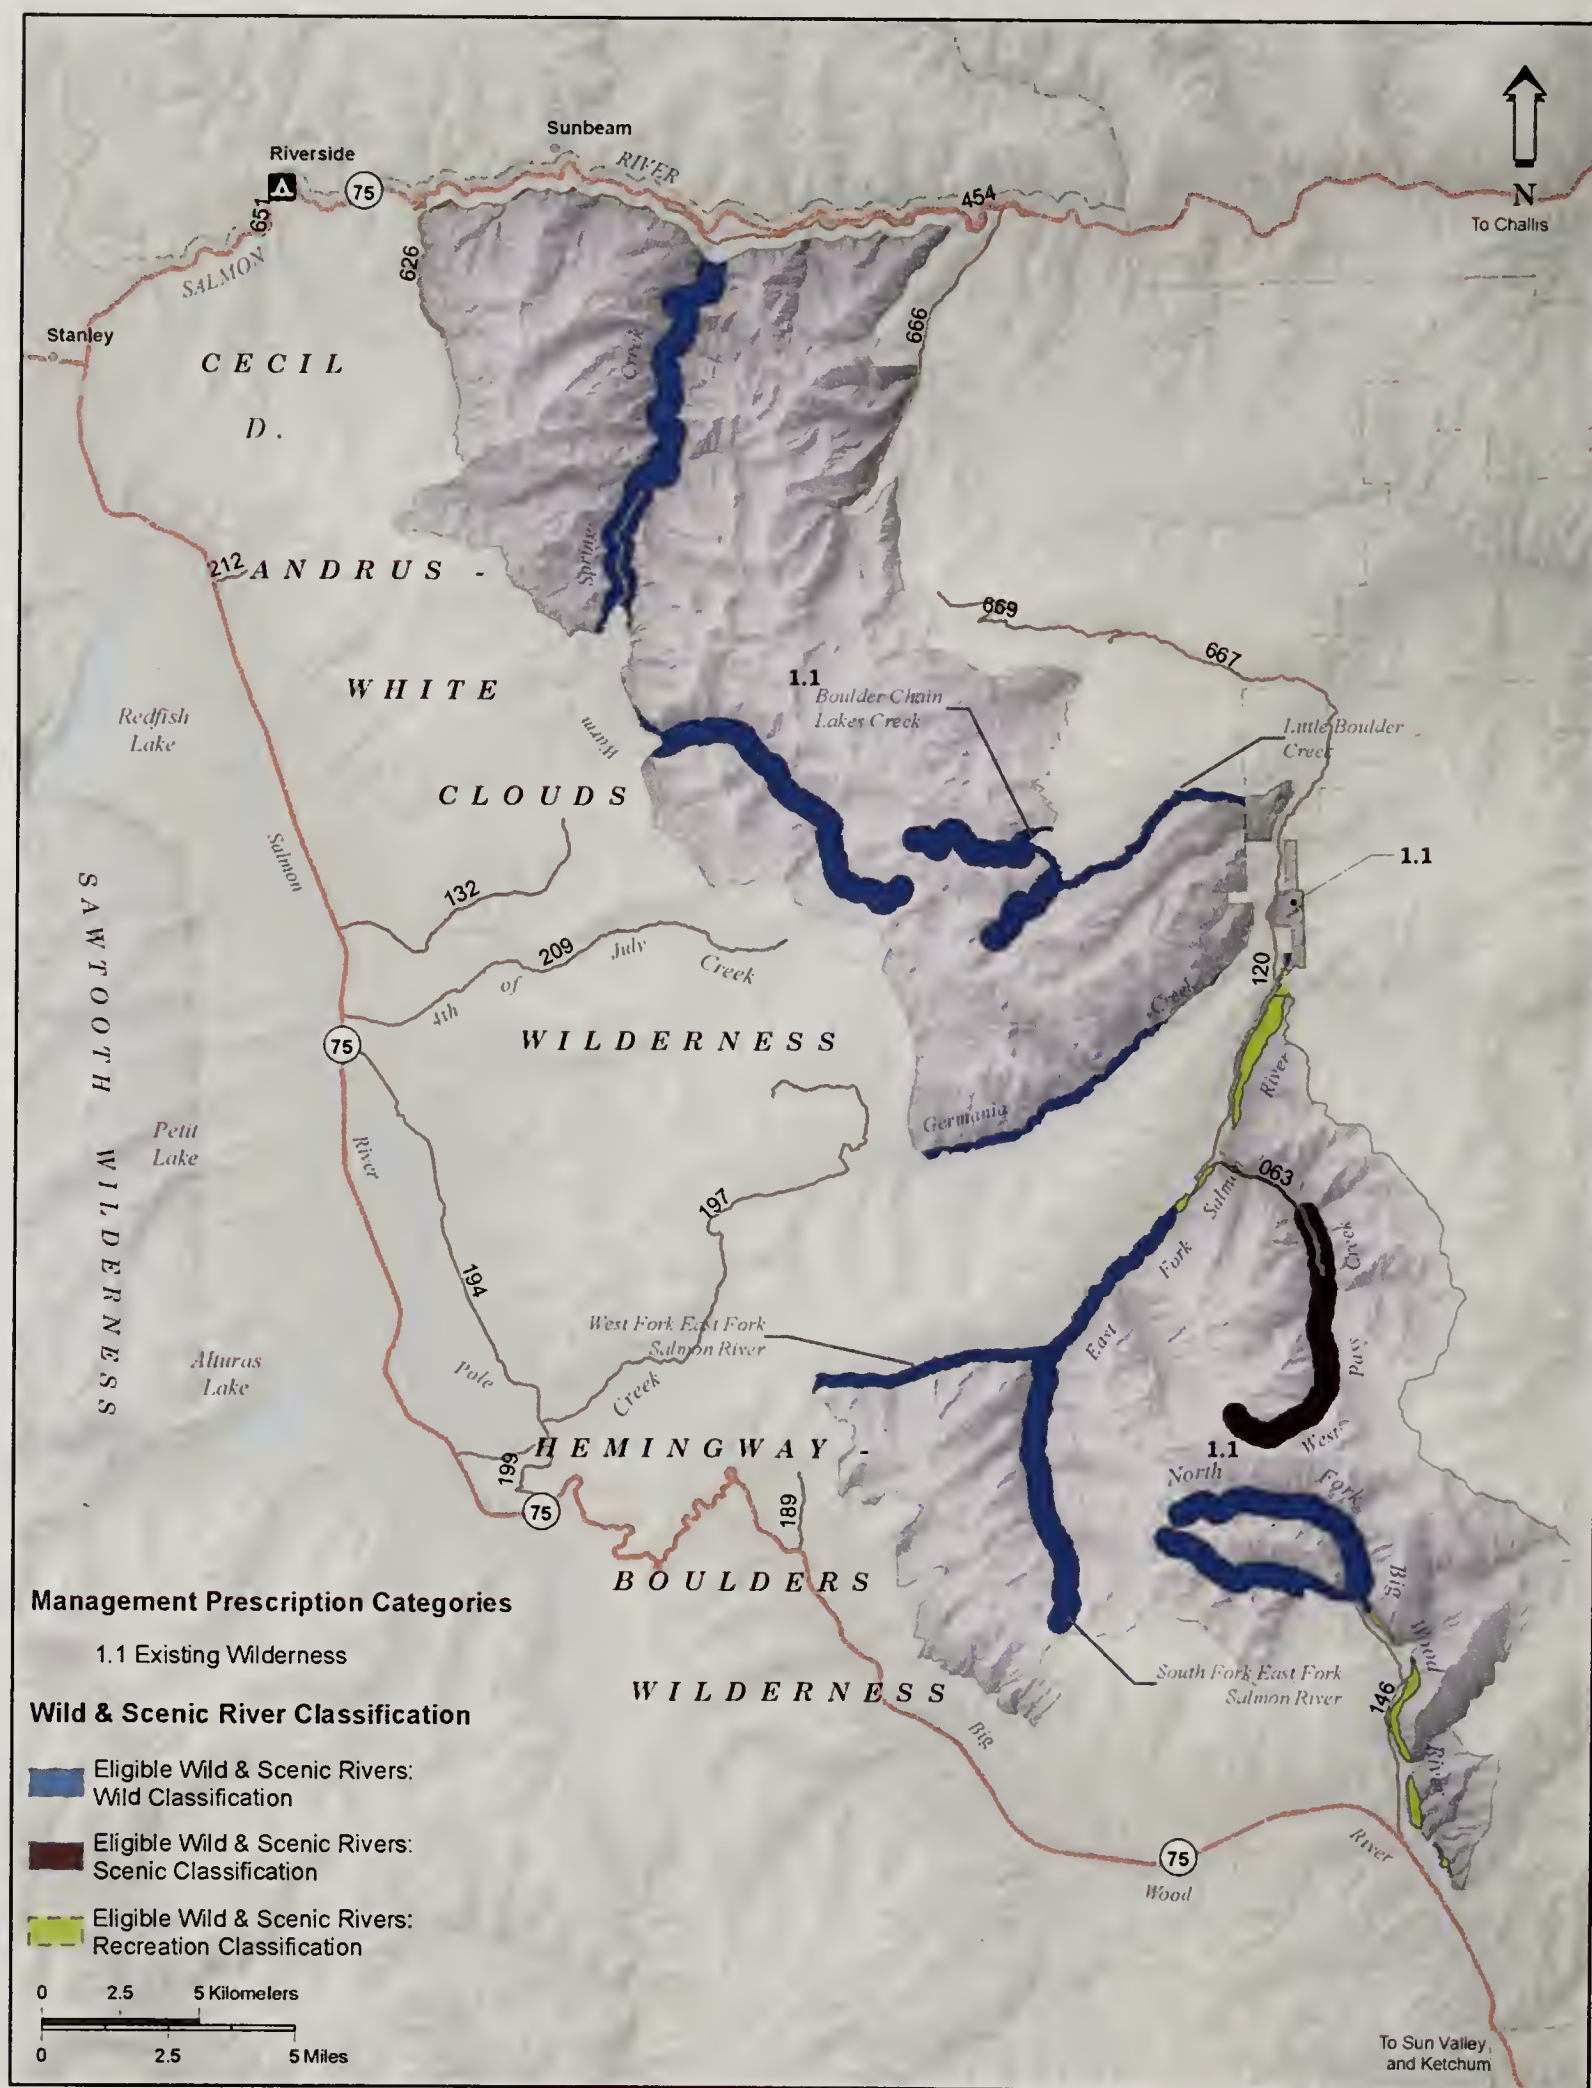 Sunbeam
Riverside
75
RIVER
454
651
SALMON
626
N
To Challis
Stanley
666
CECIL
D.
Creek
212
ANDRUS -
Spring
669
667
WHITE
1.1
Boulder Chain
Lakes Creek
Little Boulder
Creek
Redfish
Lake
Warm
CLOUDS
Salmon
1.1
132
209
4th of July Creek
120
SAWTOOTH WILDERNESS
75
WILDERNESS
Creek
River
Germania
Petit
Lake
River
063
197
Salmon
Fork
East
Creek
Pass
West
194
West Fork East Fork
Salmon River
Alturas
Lake
Pole
Creek
HEMINGWAY -
1.1
199
North
Fork
75
189
BOULDERS
Big
Wood
River
South Fork East Fork
Salmon River
146
WILDERNESS
Big
River
75
Wood
Management Prescription Categories
1.1 Existing Wilderness
Wild & Scenic River Classification
Eligible Wild & Scenic Rivers:
Wild Classification
Eligible Wild & Scenic Rivers:
Scenic Classification
Eligible Wild & Scenic Rivers:
Recreation Classification
0 2.5 5 Kilometers
0 2.5 5 Miles
To Sun Valley,
and Ketchum